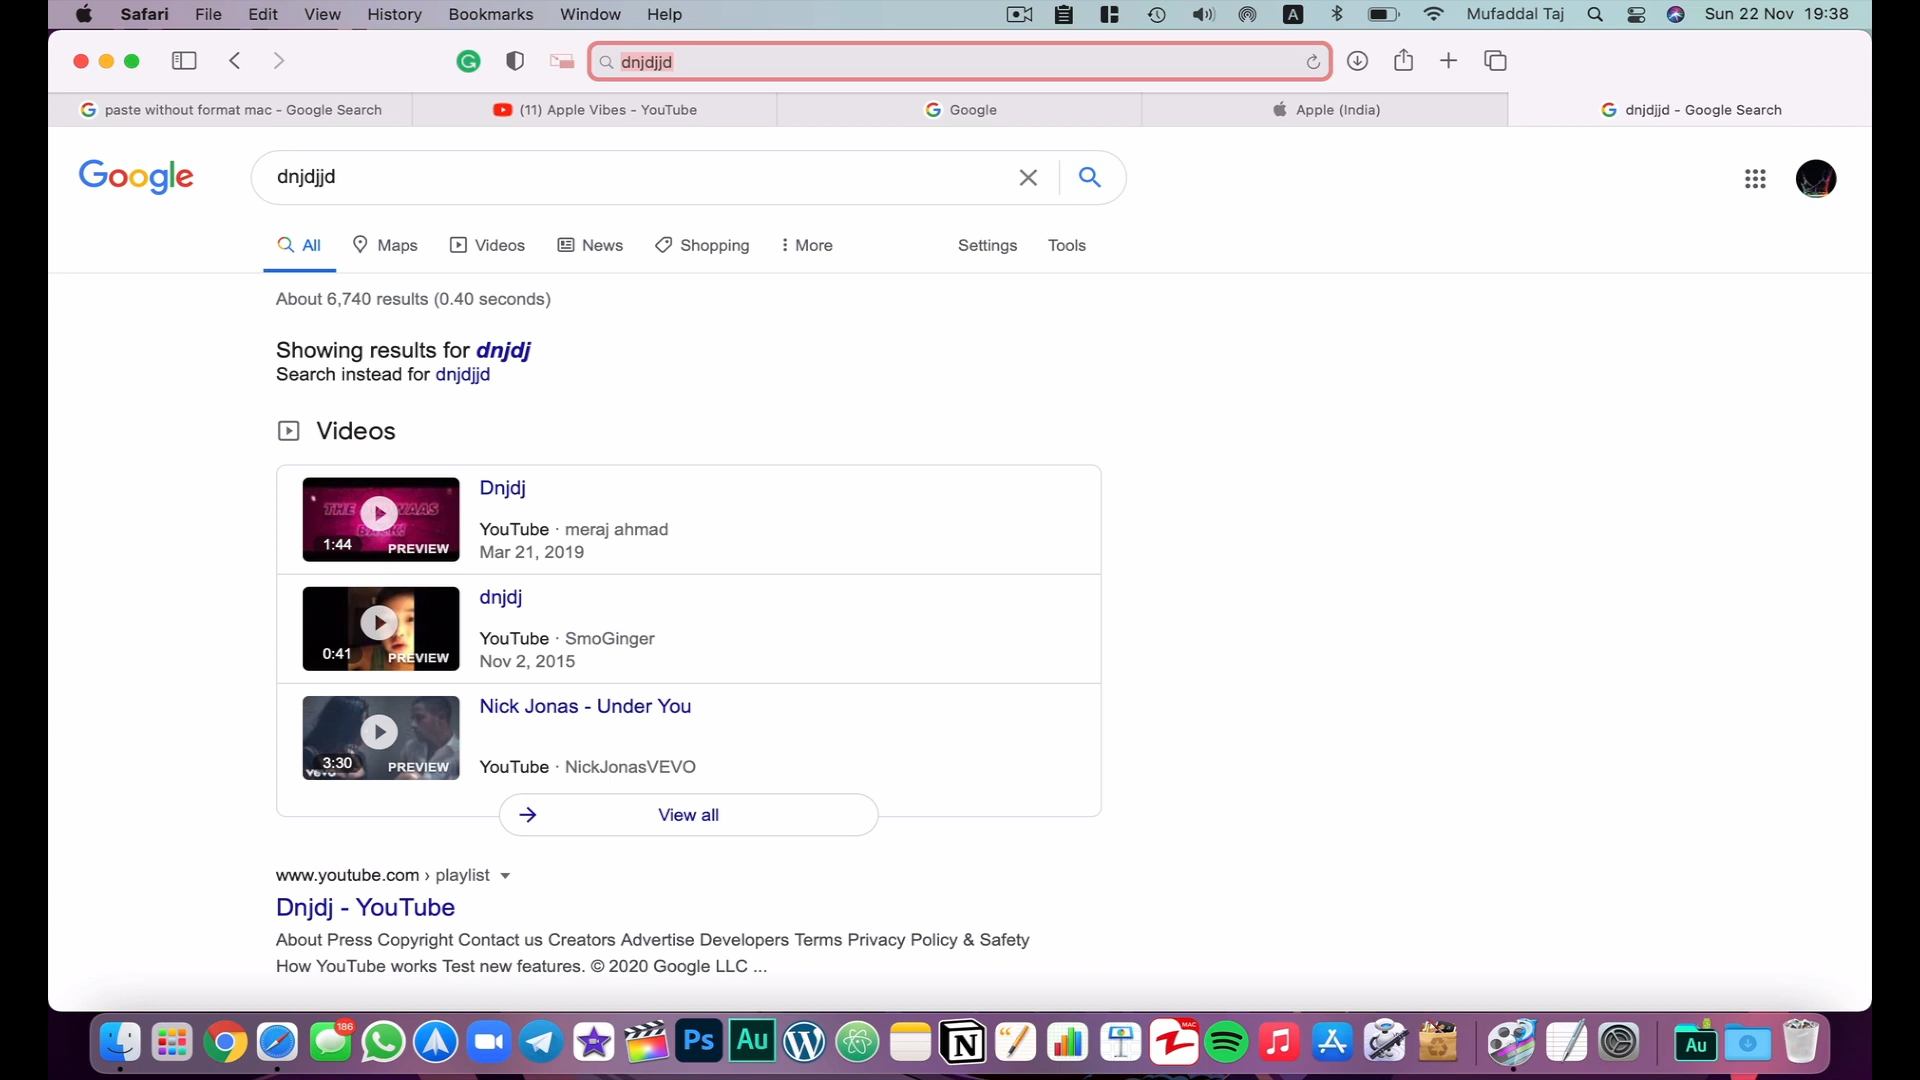 Safari File Edit View History Bookmarks Window Help A Mufaddal Taj Sun 22 Nov 19:38
dnjdjjd
paste without format mac - Google Search (11) Apple Vibes - YouTube Google Apple (India) dnjdjjd - Google Search
Google dnjdjjd
All Maps Videos News Shopping More Settings Tools
About 6,740 results (0.40 seconds)
Showing results for dnjdj
Search instead for dnjdjjd
Videos
Dnjdj
YouTube · meraj ahmad
Mar 21, 2019
1:44 PREVIEW
dnjdj
YouTube · SmoGinger
Nov 2, 2015
0:41 PREVIEW
Nick Jonas - Under You
YouTube · NickJonasVEVO
3:30 PREVIEW
View all
www.youtube.com › playlist
Dnjdj - YouTube
About Press Copyright Contact us Creators Advertise Developers Terms Privacy Policy & Safety
How YouTube works Test new features. © 2020 Google LLC ...
186 Ps Au N MAC Au